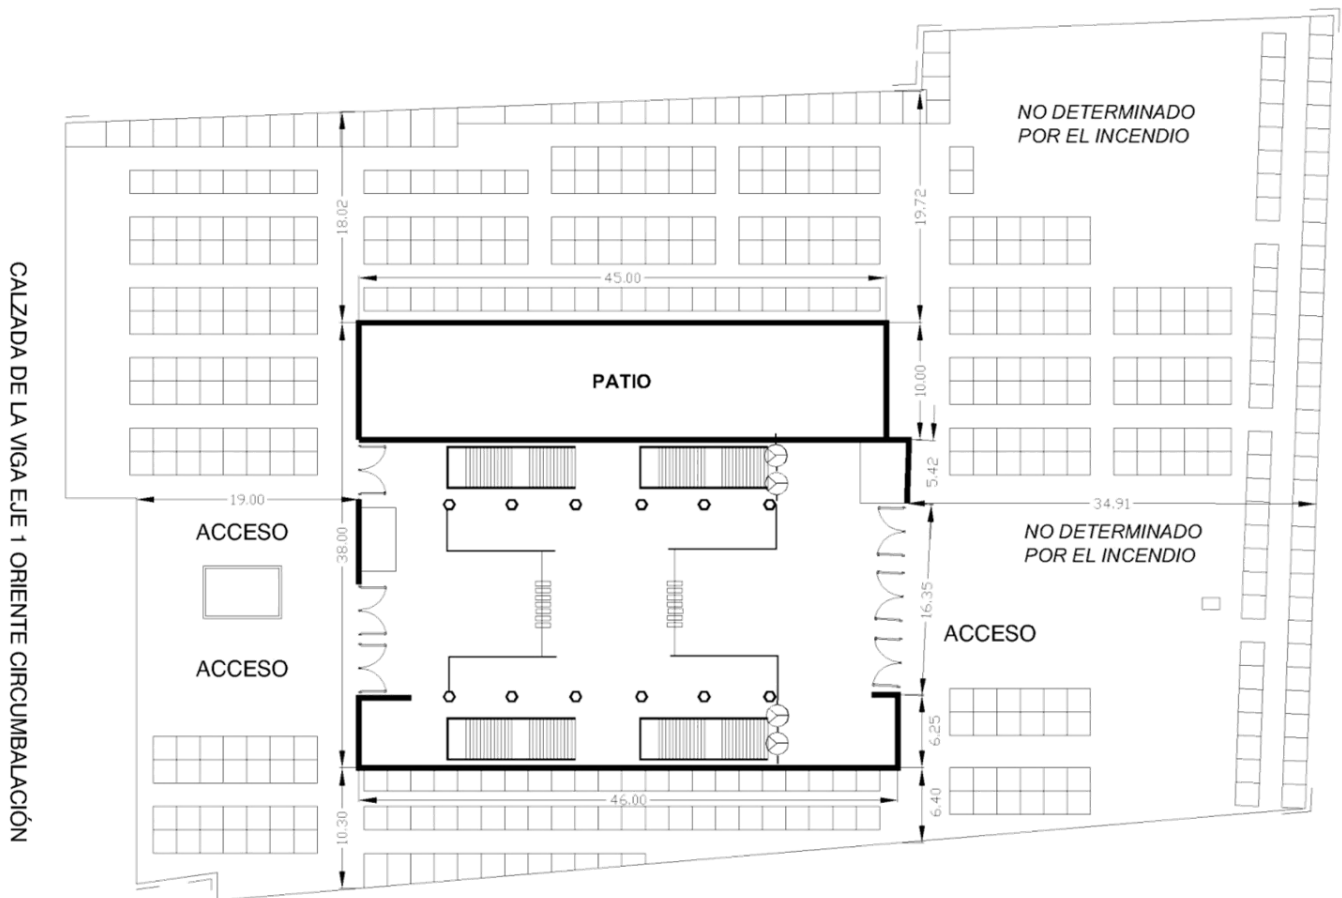 NO DETERMINADO
POR EL INCENDIO
18.02
19.72
45.00
PATIO
10.00
5.42
CALZADA DE LA VIGA EJE 1 ORIENTE CIRCUMBALACIÓN
19.00
34.91
ACCESO
38.00
NO DETERMINADO
POR EL INCENDIO
16.35
ACCESO
ACCESO
6.25
46.00
6.40
10.30